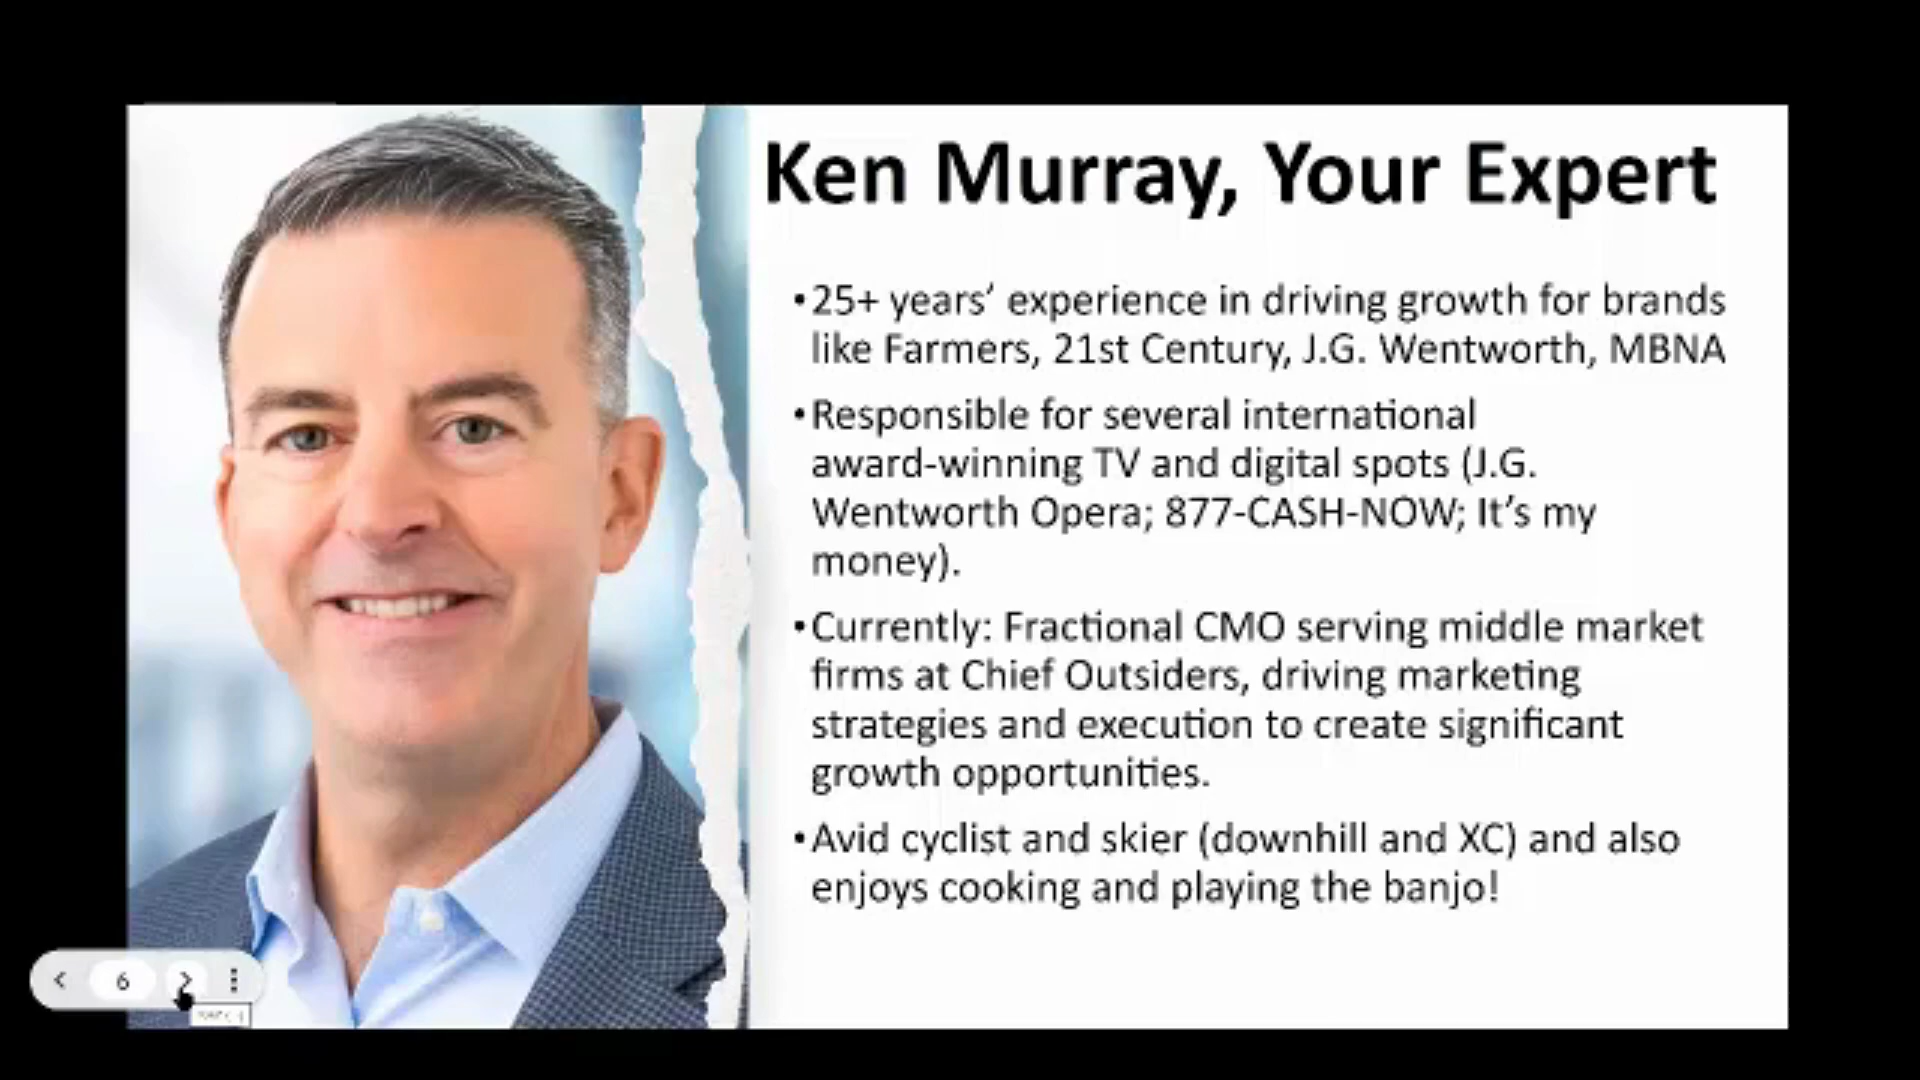 Ken Murray, Your Expert
•25+ years’ experience in driving growth for brands
like Farmers, 21st Century, J.G. Wentworth, MBNA
•Responsible for several international
award-winning TV and digital spots (J.G.
Wentworth Opera; 877-CASH-NOW; It’s my
money).
•Currently: Fractional CMO serving middle market
firms at Chief Outsiders, driving marketing
strategies and execution to create significant
growth opportunities.
•Avid cyclist and skier (downhill and XC) and also
enjoys cooking and playing the banjo!
6